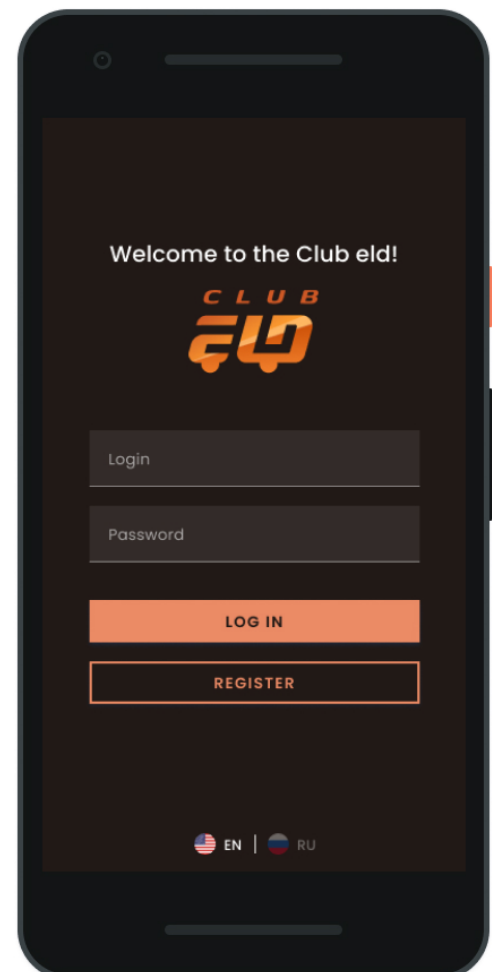 Welcome to the Club eld!
CLUB
ELD
Login
Password
LOG IN
REGISTER
EN | RU